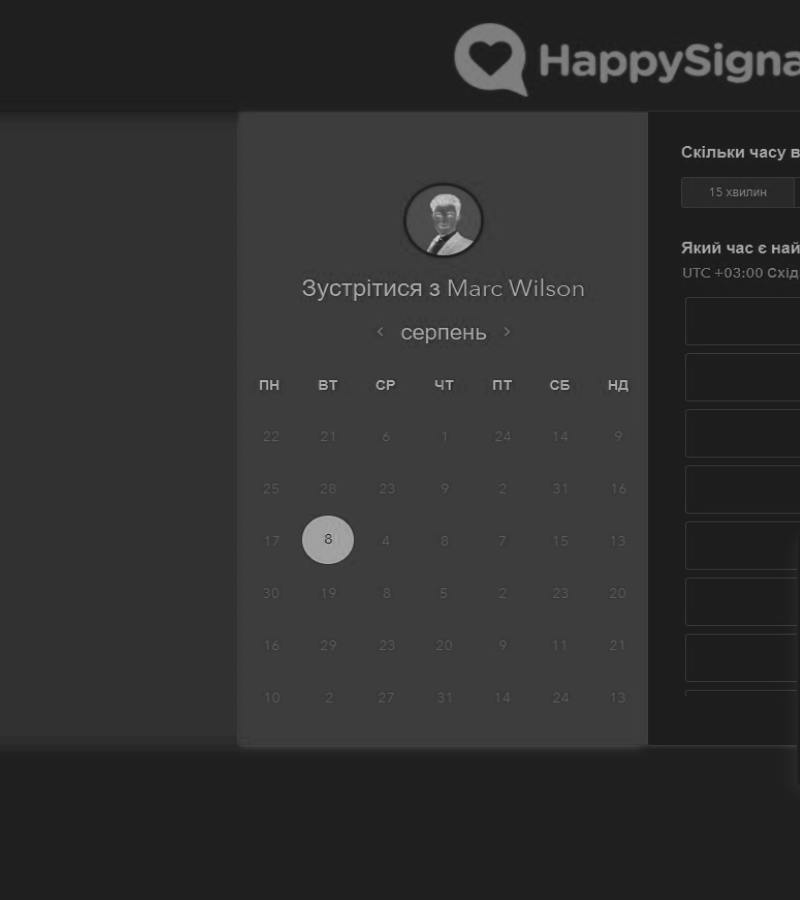 HappySigna
Зустрітися з Marc Wilson
‹ серпень ›
ПН ВТ СР ЧТ ПТ СБ НД
22 21 6 1 24 14 9
25 28 23 9 2 31 16
17 8 4 8 7 15 13
30 19 8 5 2 23 20
16 29 23 20 9 11 21
10 2 27 31 14 24 13
Скільки часу в
15 хвилин
Який час є най
UTC +03:00 Схід